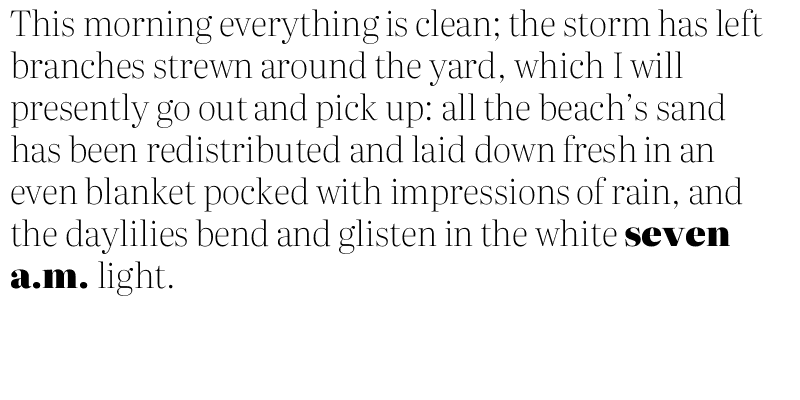 This morning everything is clean; the storm has left
branches strewn around the yard, which I will
presently go out and pick up: all the beach’s sand
has been redistributed and laid down fresh in an
even blanket pocked with impressions of rain, and
the daylilies bend and glisten in the white seven
a.m. light.